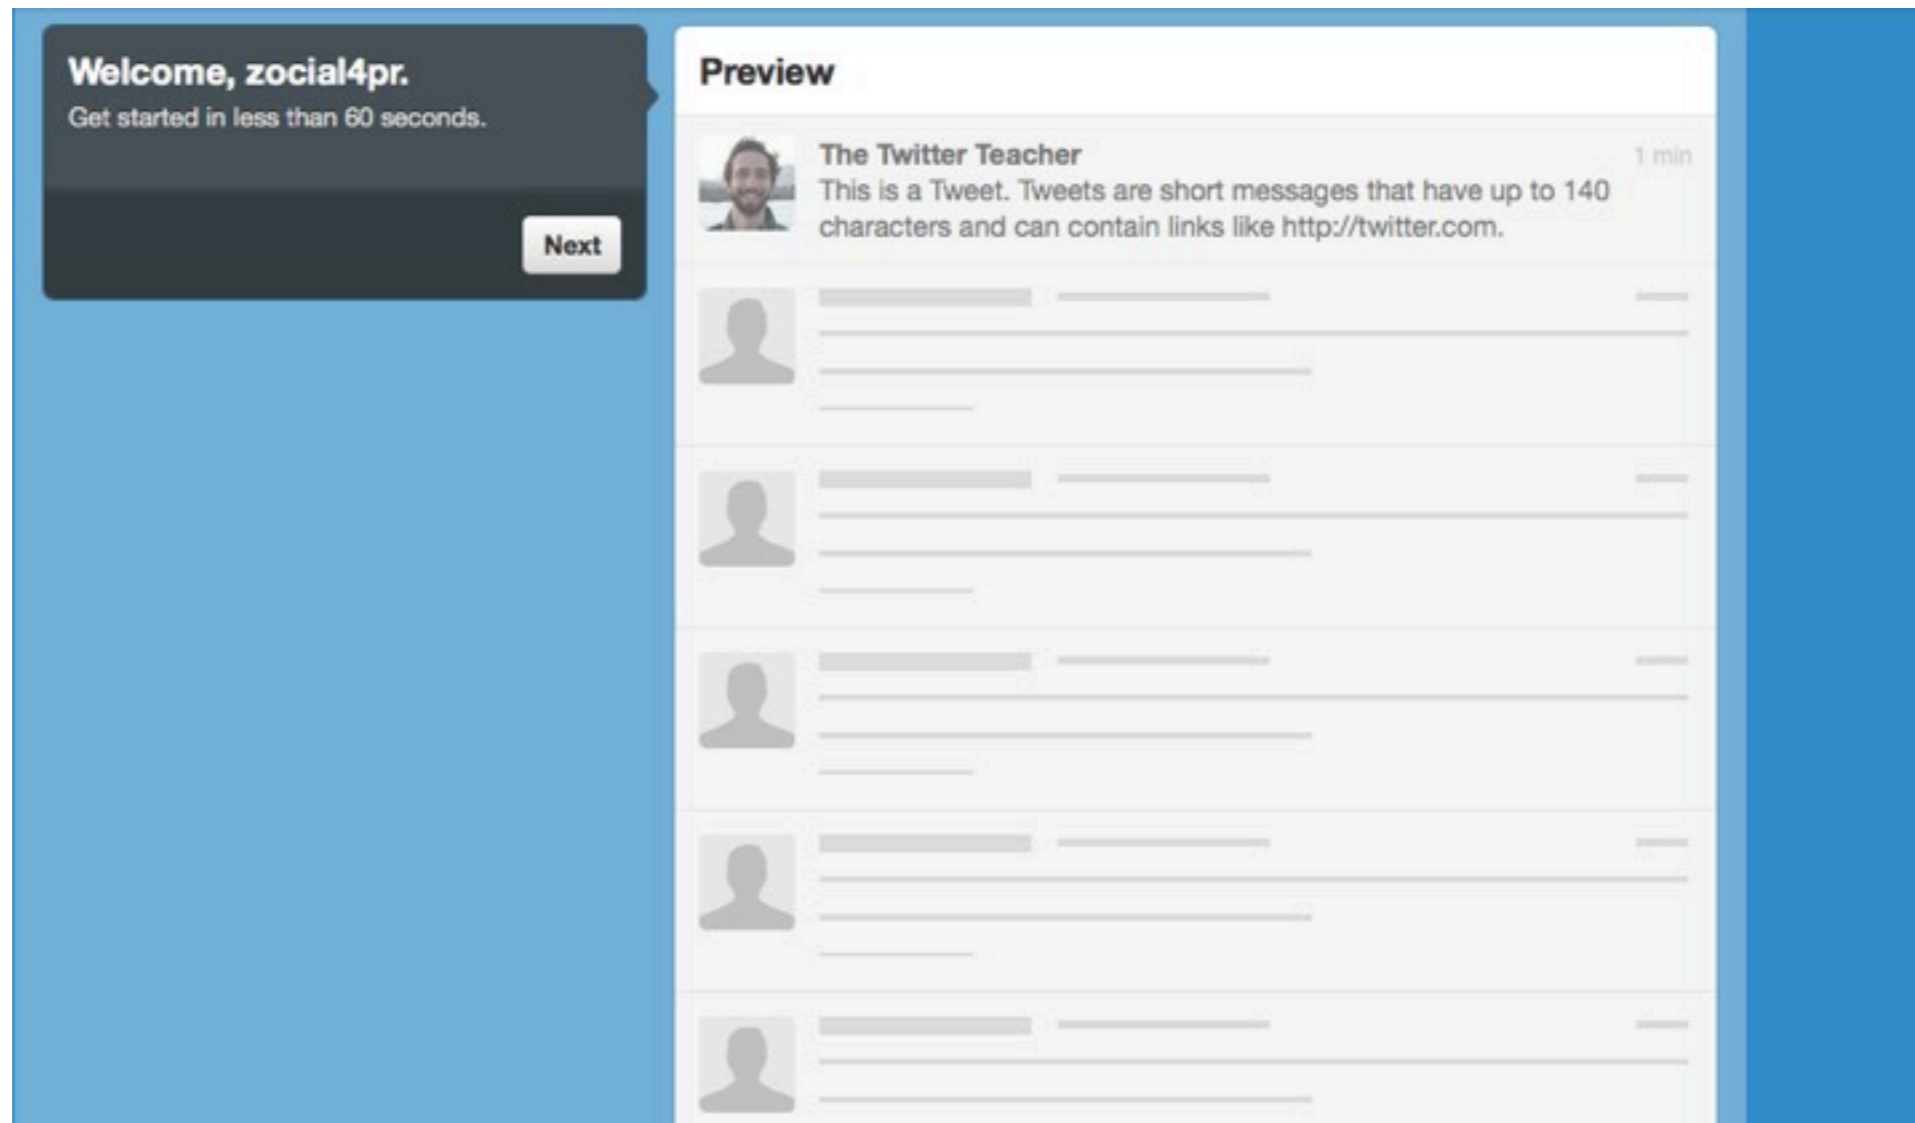 Welcome, zocial4pr.
Get started in less than 60 seconds.
Next
Preview
The Twitter Teacher
1 min
This is a Tweet. Tweets are short messages that have up to 140
characters and can contain links like http://twitter.com.